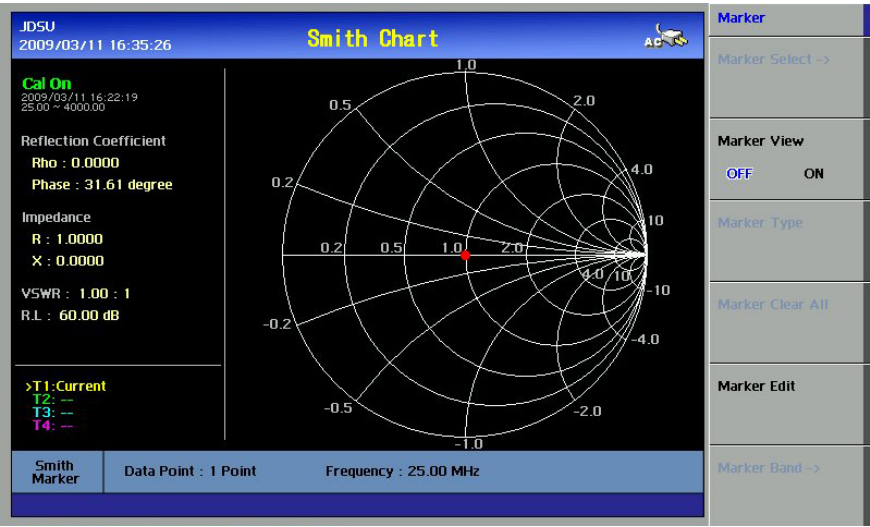 JDSU
2009/03/11 16:35:26
Smith Chart
AC
Cal On
2009/03/11 16:22:19
25.00 ~ 4000.00
Reflection Coefficient
Rho : 0.0000
Phase : 31.61 degree
Impedance
R : 1.0000
X : 0.0000
VSWR : 1.00 : 1
R.L : 60.00 dB
>T1:Current
T2: --
T3: --
T4: --
1.0
0.5
2.0
0.2
4.0
10
0.2
0.5
1.0
2.0
4.0
10
-10
-0.2
-4.0
-0.5
-2.0
-1.0
Smith
Marker
Data Point : 1 Point
Frequency : 25.00 MHz
Marker
Marker Select ->
Marker View
OFF ON
Marker Type
Marker Clear All
Marker Edit
Marker Band ->